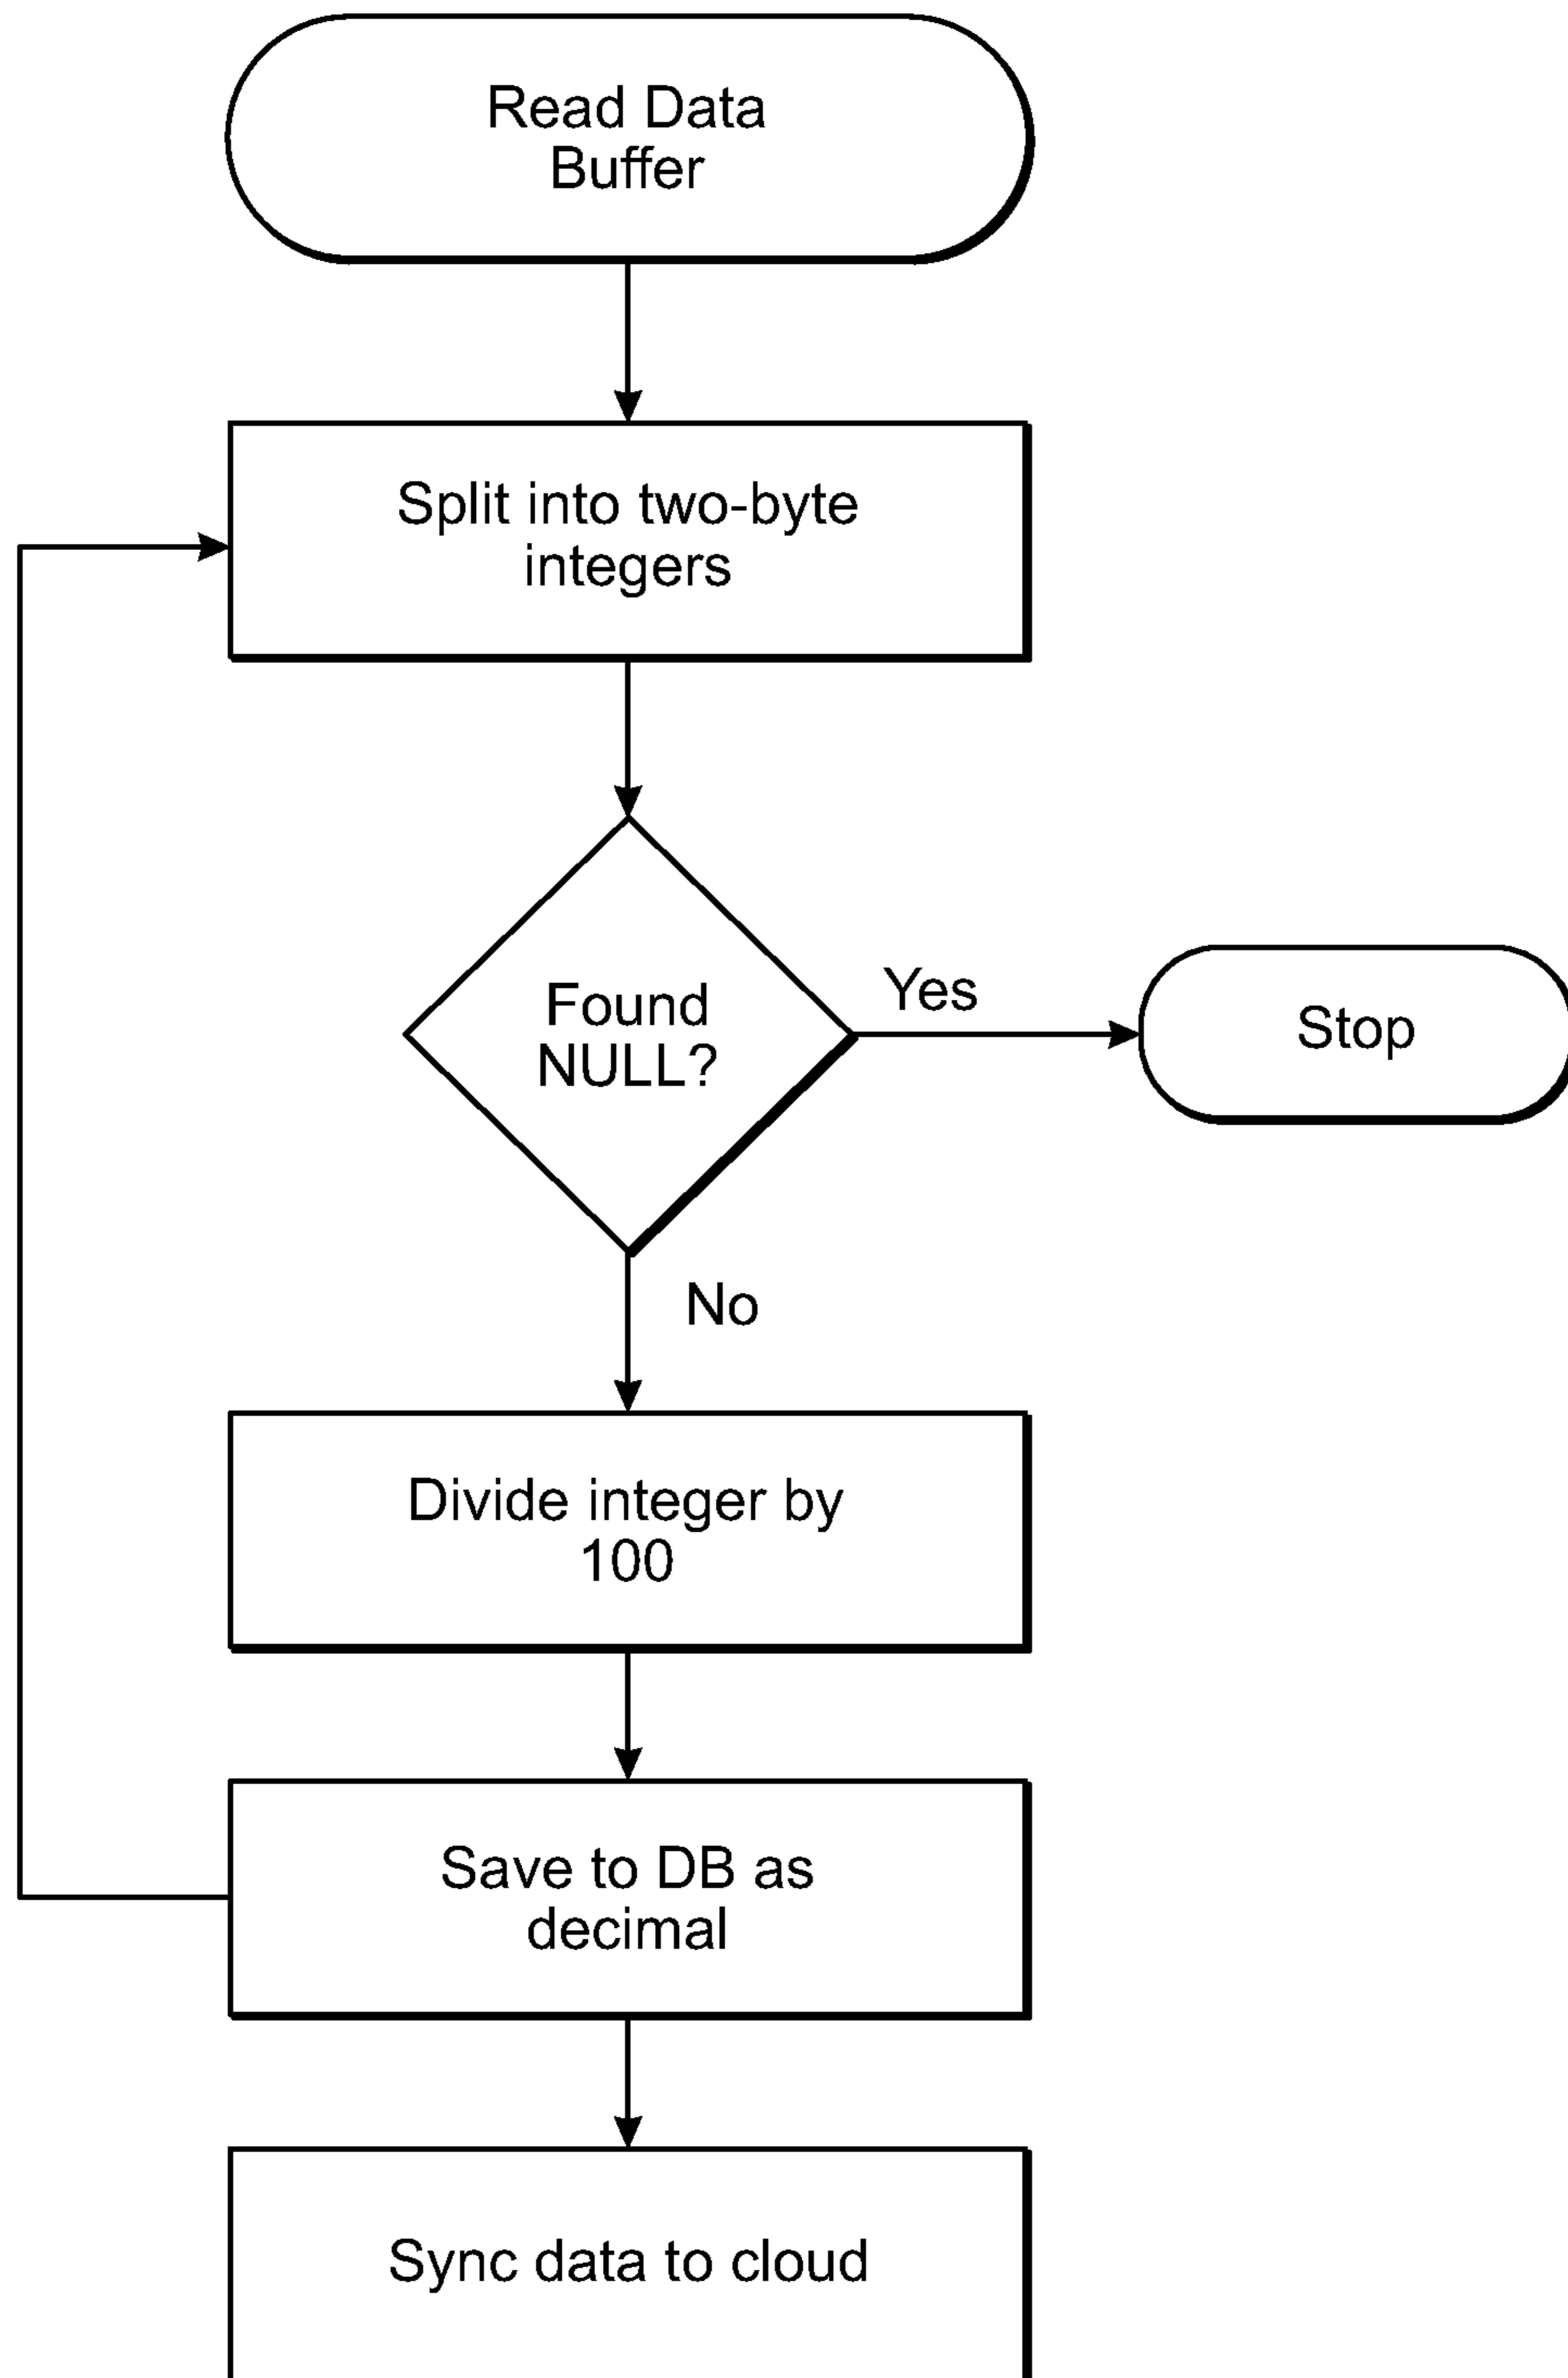 Read Data
Buffer
Split into two-byte
integers
Found
NULL?
Yes
Stop
No
Divide integer by
100
Save to DB as
decimal
Sync data to cloud